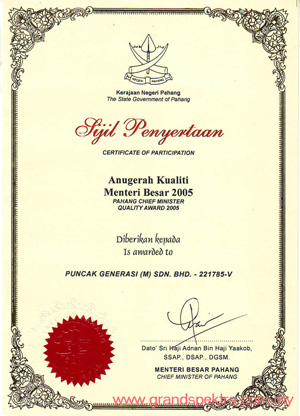 NEGERI PAHANG
Kerajaan Negeri Pahang
The State Government of Pahang
Sijil Penyertaan
CERTIFICATE OF PARTICIPATION
Anugerah Kualiti
Menteri Besar 2005
PAHANG CHIEF MINISTER
QUALITY AWARD 2005
Diberikan kepada
Is awarded to
PUNCAK GENERASI (M) SDN. BHD. - 221785-V
Dato' Sri Haji Adnan Bin Haji Yaakob,
SSAP., DSAP., DGSM.
MENTERI BESAR PAHANG
CHIEF MINISTER OF PAHANG
www.grandspektra.com.my